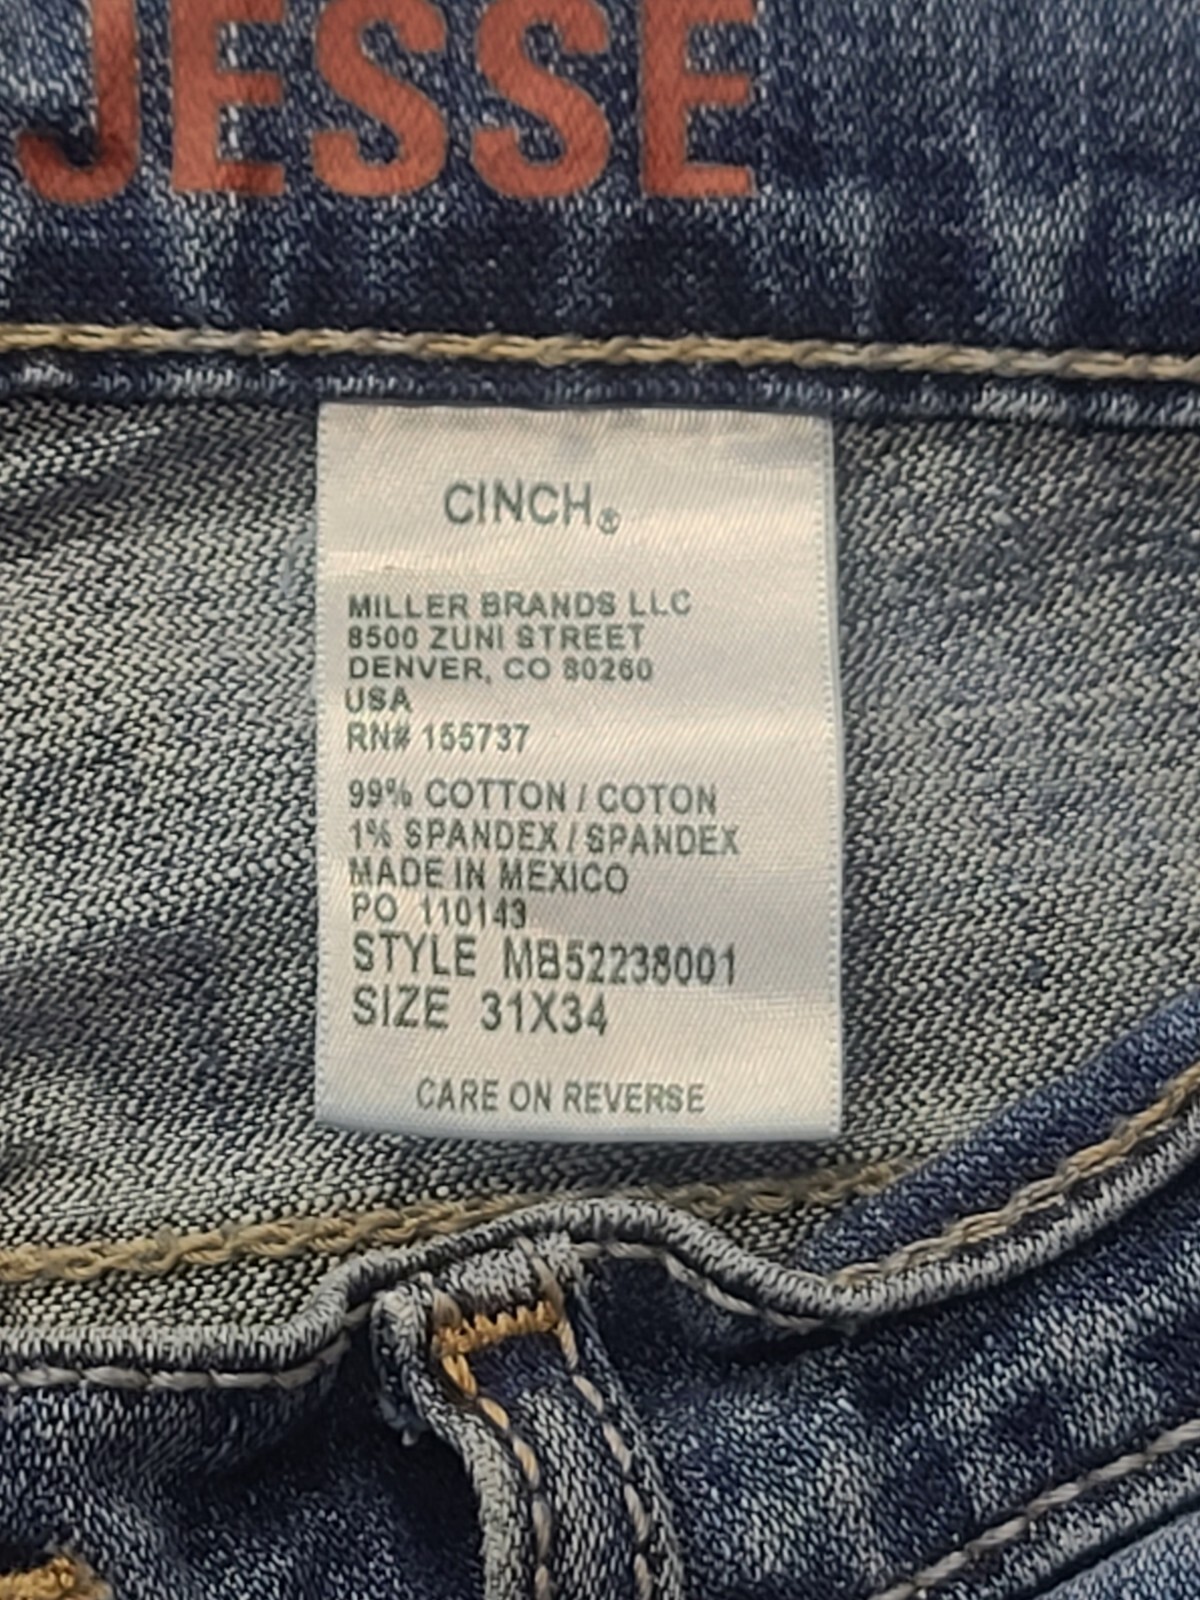 JESSE
CINCH®
MILLER BRANDS LLC
8500 ZUNI STREET
DENVER, CO 80260
USA
RN# 155737
99% COTTON / COTON
1% SPANDEX / SPANDEX
MADE IN MEXICO
PO 110143
STYLE MB52238001
SIZE 31X34
CARE ON REVERSE